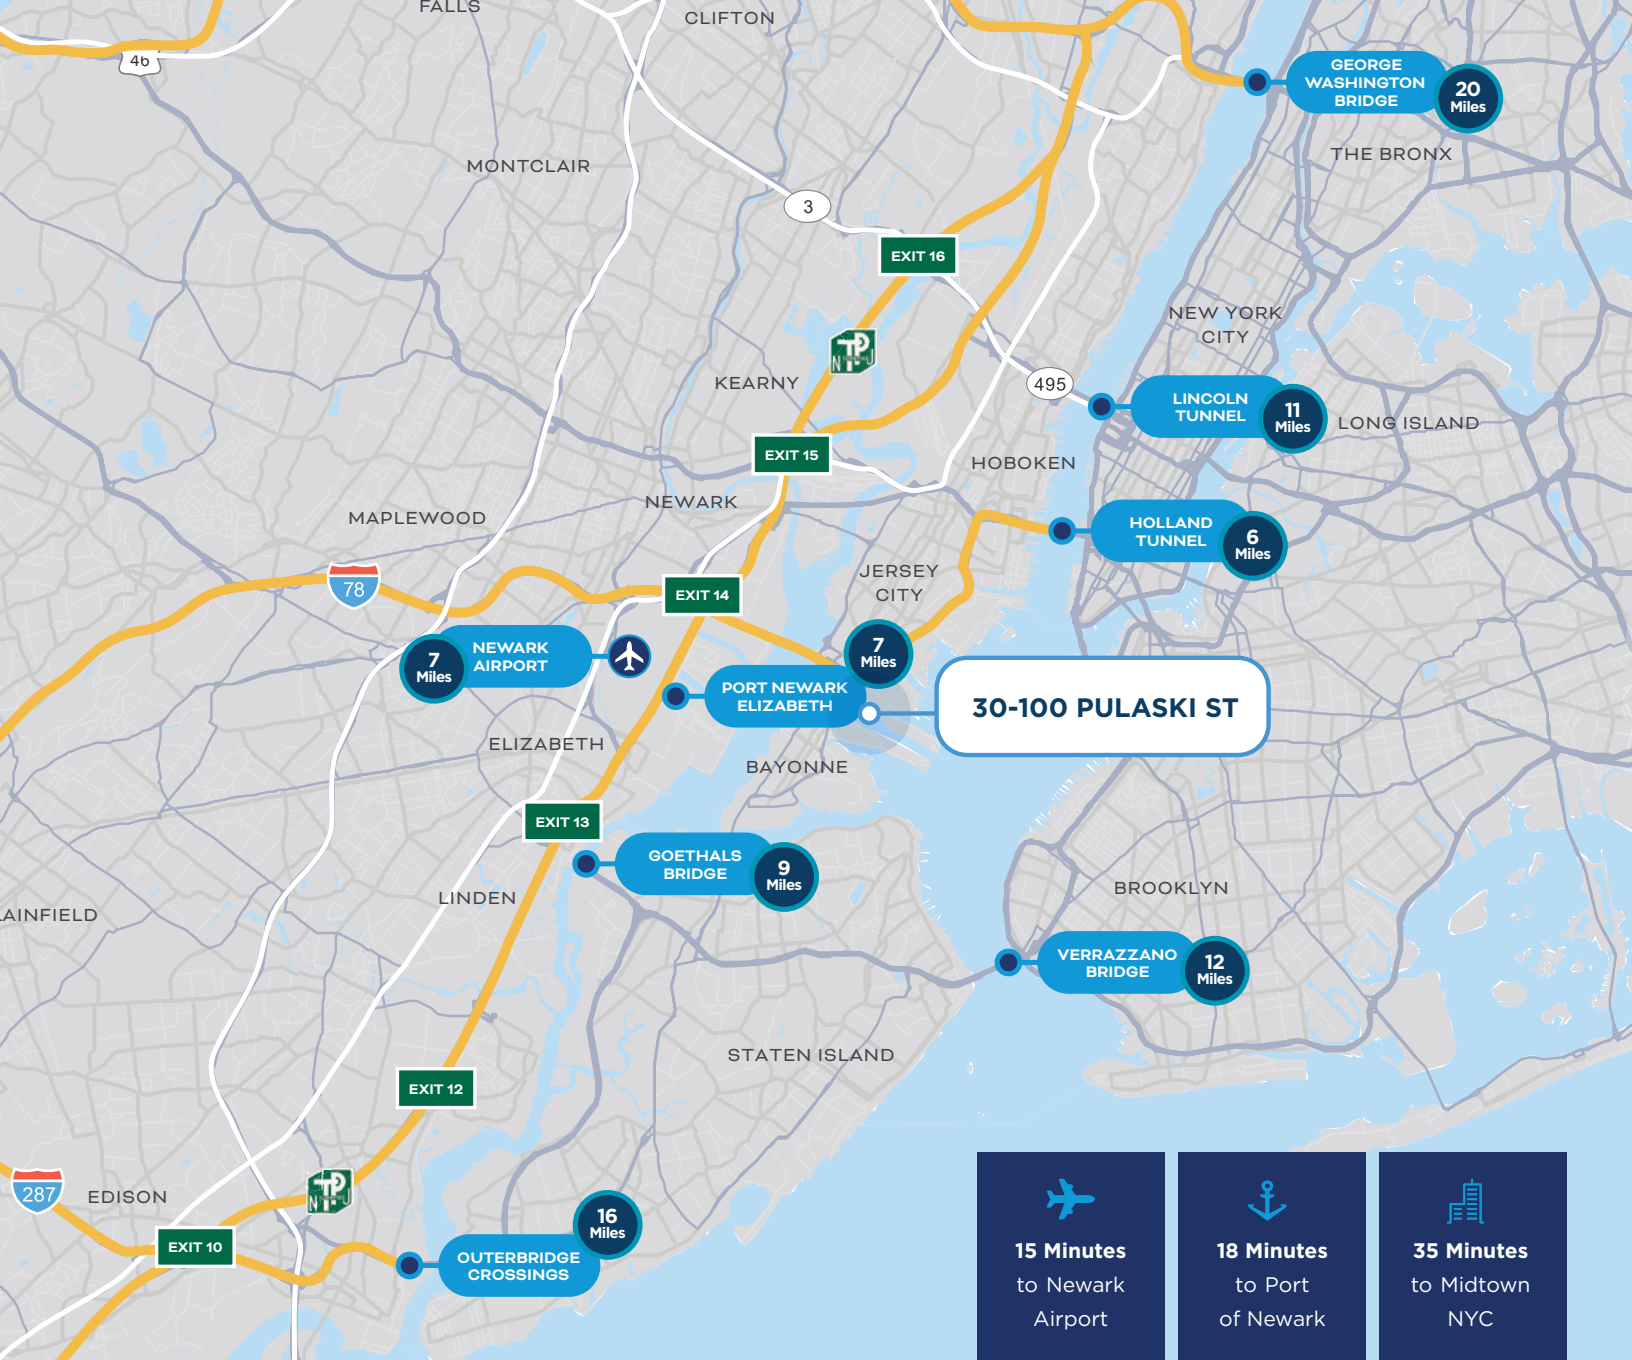 FALLS
CLIFTON
46
GEORGE
WASHINGTON
BRIDGE
20
Miles
THE BRONX
MONTCLAIR
3
EXIT 16
NEW YORK
CITY
KEARNY
495
LINCOLN
TUNNEL
11
Miles
LONG ISLAND
EXIT 15
HOBOKEN
NEWARK
MAPLEWOOD
HOLLAND
TUNNEL
6
Miles
JERSEY
CITY
78
EXIT 14
NEWARK
AIRPORT
7
Miles
7
Miles
PORT NEWARK
ELIZABETH
30-100 PULASKI ST
ELIZABETH
BAYONNE
EXIT 13
GOETHALS
BRIDGE
9
Miles
LINDEN
BROOKLYN
LAINFIELD
VERRAZZANO
BRIDGE
12
Miles
STATEN ISLAND
EXIT 12
287
EDISON
EXIT 10
16
Miles
OUTERBRIDGE
CROSSINGS
15 Minutes
to Newark
Airport
18 Minutes
to Port
of Newark
35 Minutes
to Midtown
NYC